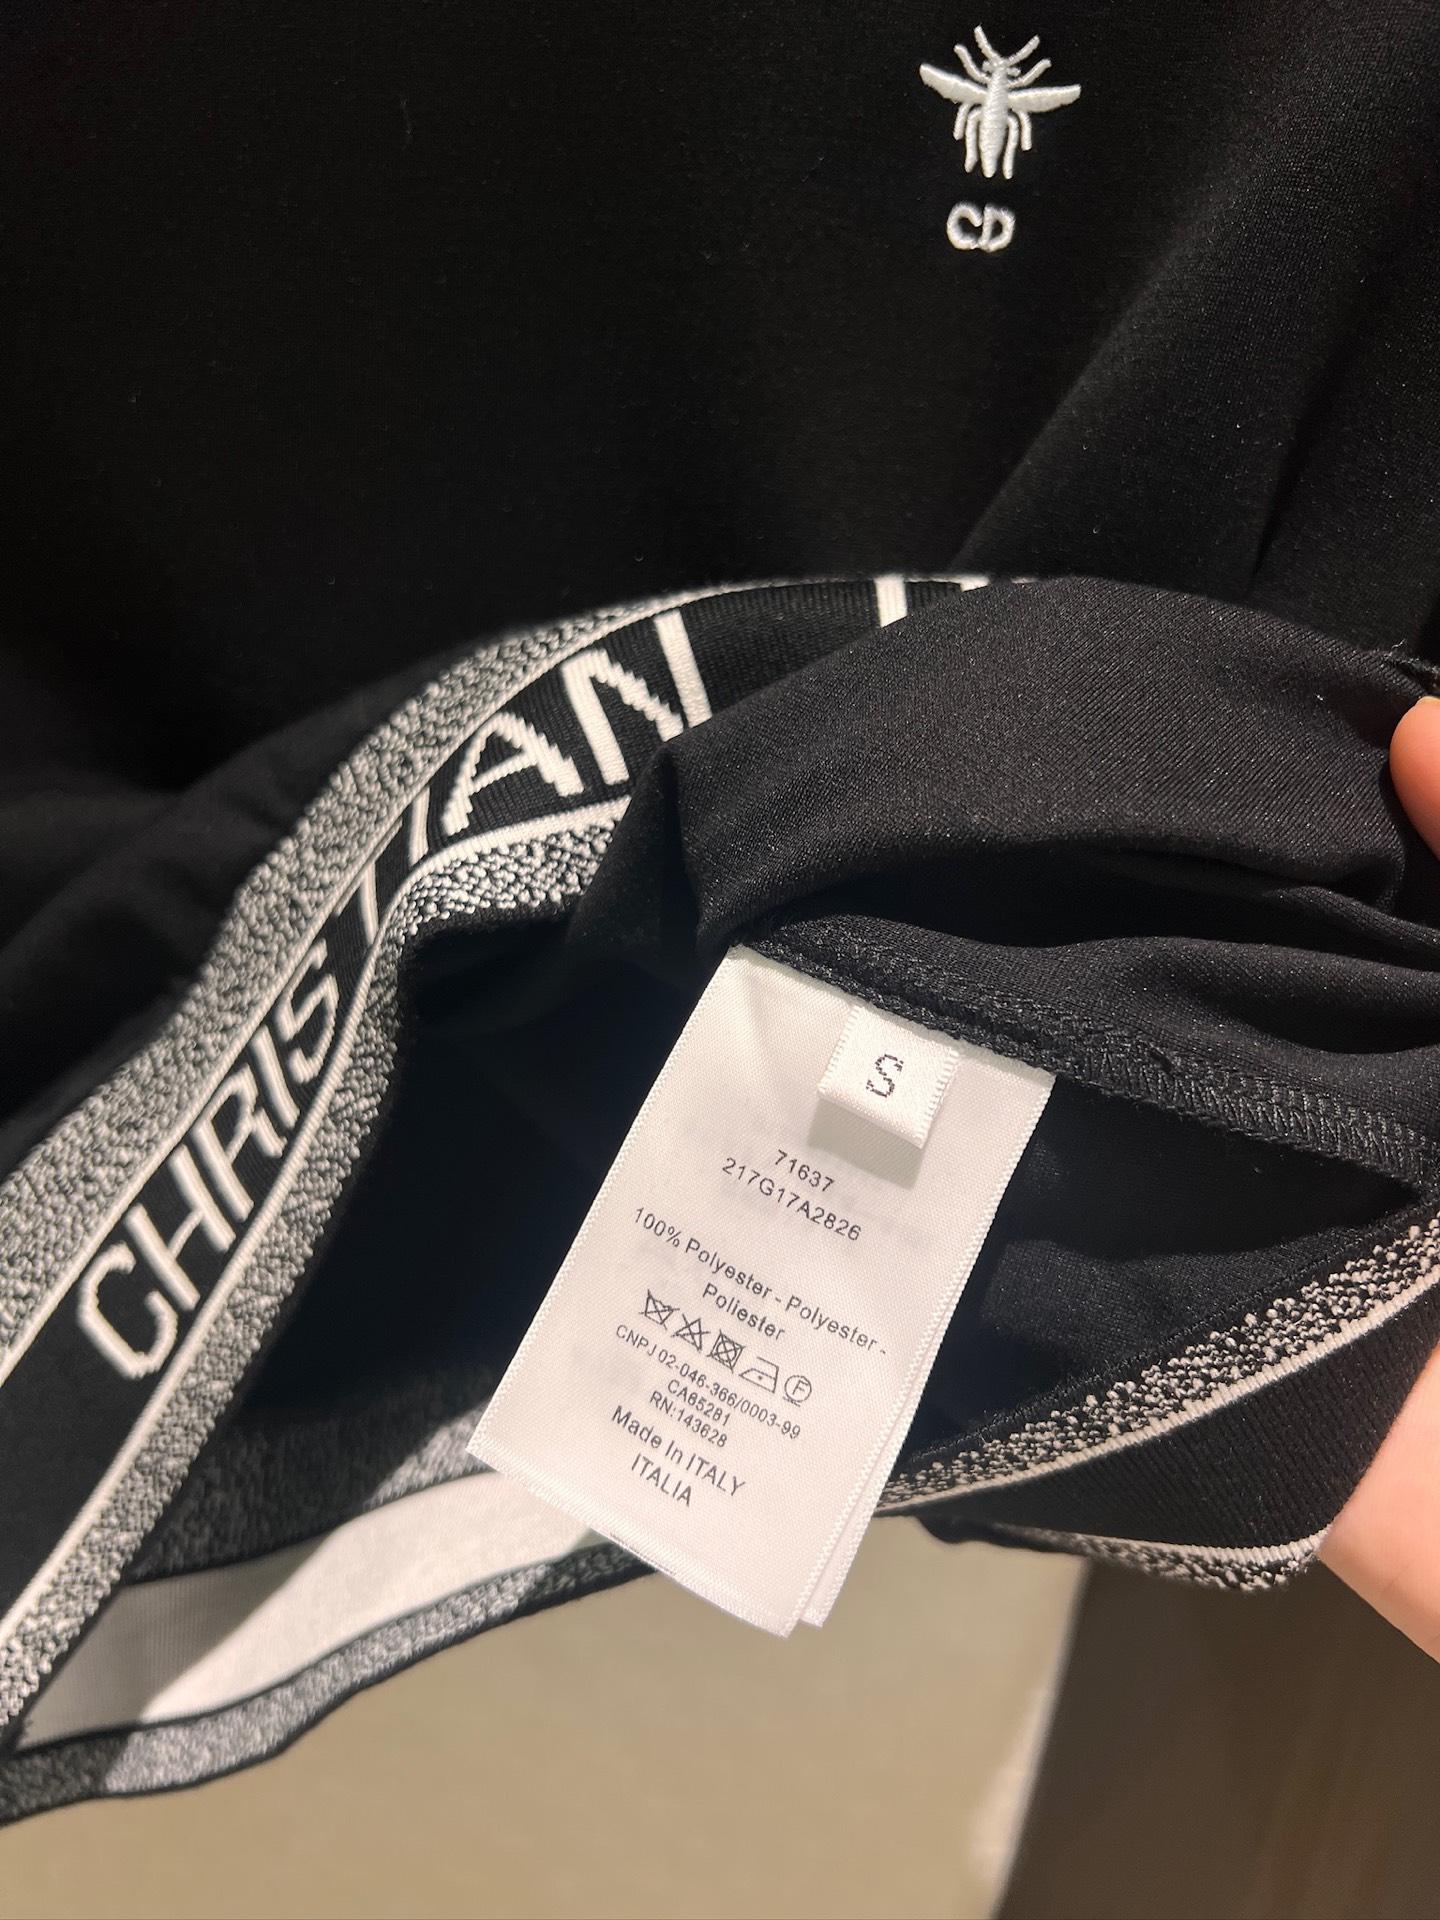 CD
CHRISTIAN
S
71637
217G17A2826
100% Polyester - Polyester -
Poliester
F
CNPJ 02-046-366/0003-99
CA65281
RN:143628
Made In ITALY
ITALIA